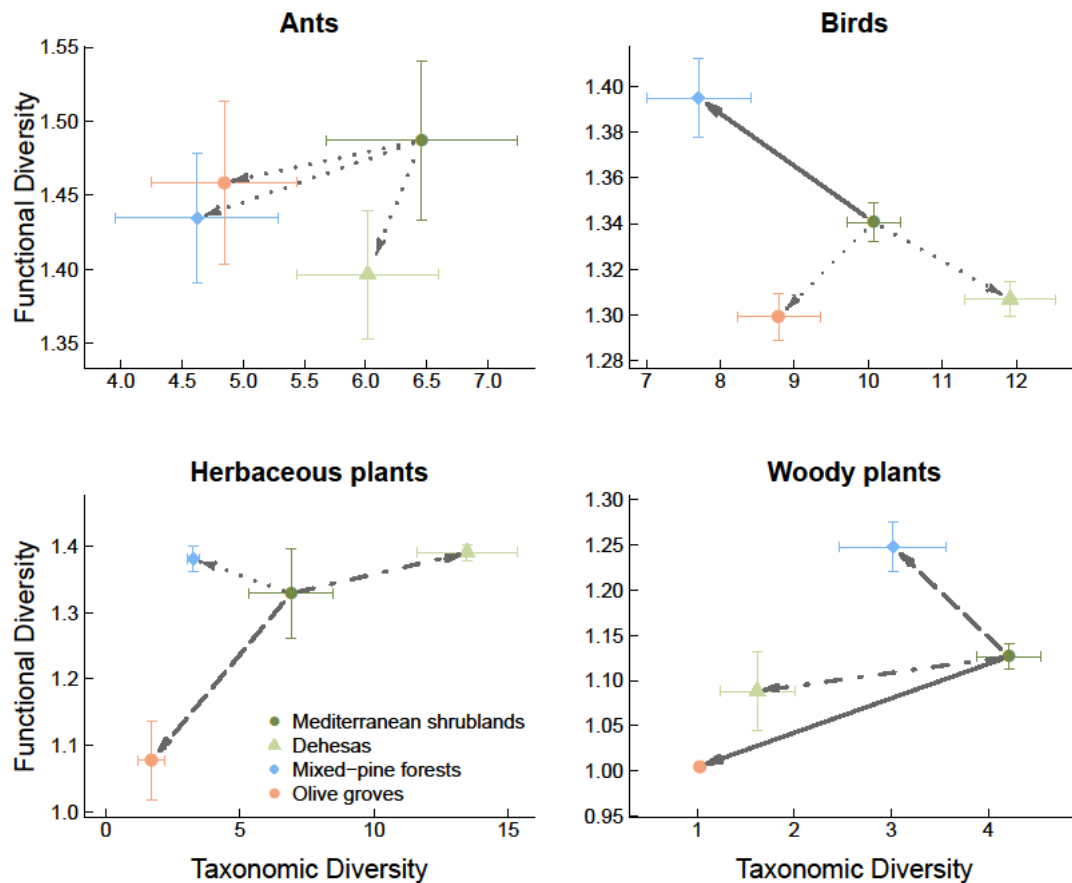 Ants
Functional Diversity
1.55
1.50
1.45
1.40
1.35
4.0 4.5 5.0 5.5 6.0 6.5 7.0
Birds
1.40
1.38
1.36
1.34
1.32
1.30
1.28
7 8 9 10 11 12
Herbaceous plants
Functional Diversity
1.4
1.3
1.2
1.1
1.0
Mediterranean shrublands
Dehesas
Mixed−pine forests
Olive groves
0 5 10 15
Taxonomic Diversity
Woody plants
1.30
1.25
1.20
1.15
1.10
1.05
1.00
0.95
1 2 3 4
Taxonomic Diversity